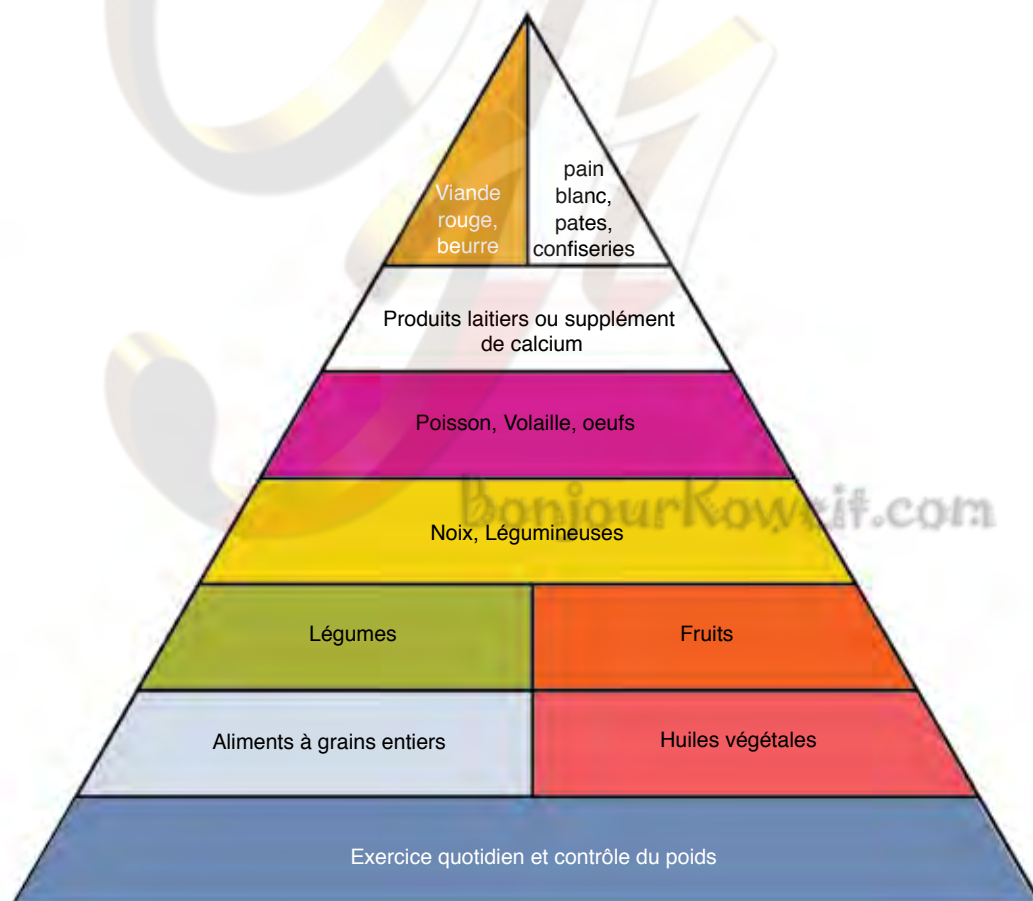 Viande
rouge,
beurre
pain
blanc,
pates,
confiseries
Produits laitiers ou supplément
de calcium
Poisson, Volaille, oeufs
BonjourKoweit.com
Noix, Légumineuses
Légumes
Fruits
Aliments à grains entiers
Huiles végétales
Exercice quotidien et contrôle du poids